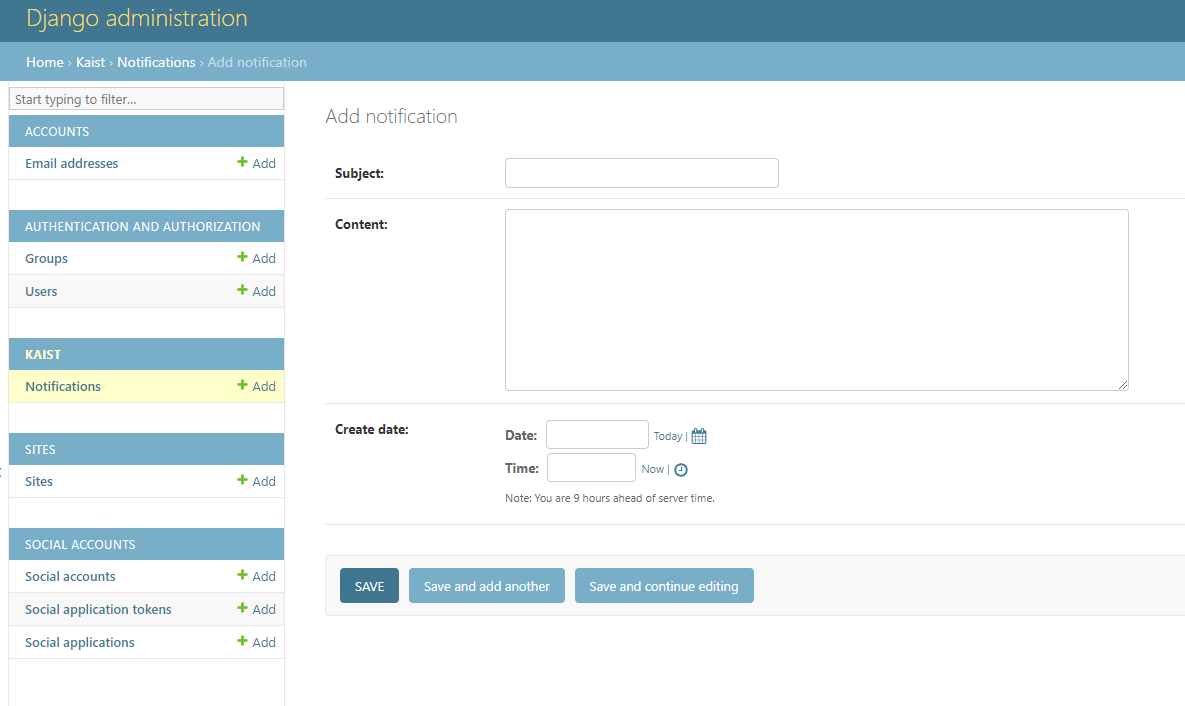 Django administration
Home › Kaist › Notifications › Add notification
Start typing to filter...
ACCOUNTS
Email addresses + Add
AUTHENTICATION AND AUTHORIZATION
Groups + Add
Users + Add
KAIST
Notifications + Add
SITES
Sites + Add
SOCIAL ACCOUNTS
Social accounts + Add
Social application tokens + Add
Social applications + Add
Add notification
Subject:
Content:
Create date:
Date: Today |
Time: Now |
Note: You are 9 hours ahead of server time.
SAVE Save and add another Save and continue editing